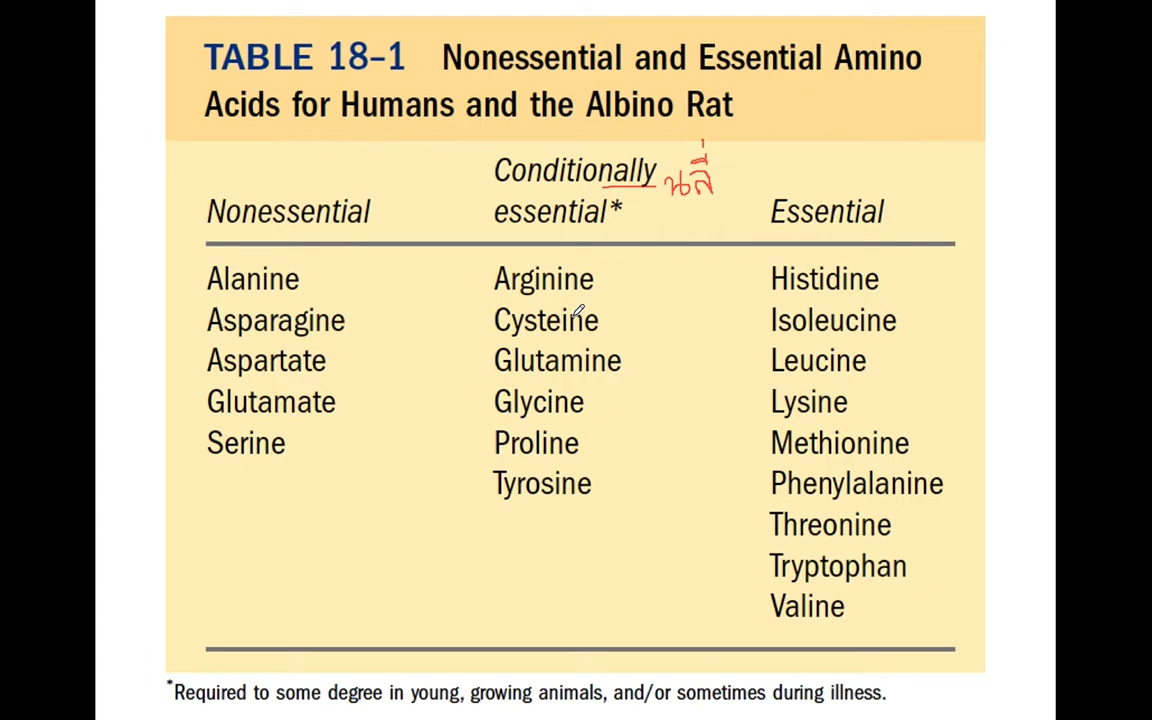 TABLE 18–1 Nonessential and Essential Amino
Acids for Humans and the Albino Rat
Nonessential
Conditionally
essential*
Essential
นลี่
Alanine Arginine Histidine
Asparagine Cysteine Isoleucine
Aspartate Glutamine Leucine
Glutamate Glycine Lysine
Serine Proline Methionine
Tyrosine Phenylalanine
Threonine
Tryptophan
Valine
*Required to some degree in young, growing animals, and/or sometimes during illness.